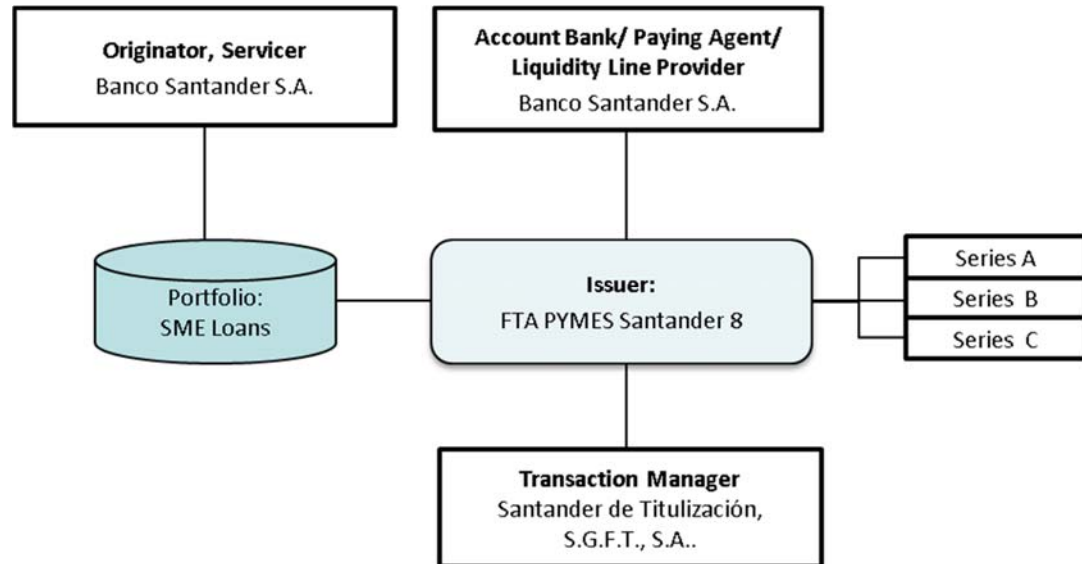 Originator, Servicer
Banco Santander S.A.
Account Bank/ Paying Agent/
Liquidity Line Provider
Banco Santander S.A.
Portfolio:
SME Loans
Issuer:
FTA PYMES Santander 8
Series A
Series B
Series C
Transaction Manager
Santander de Titulización,
S.G.F.T., S.A..